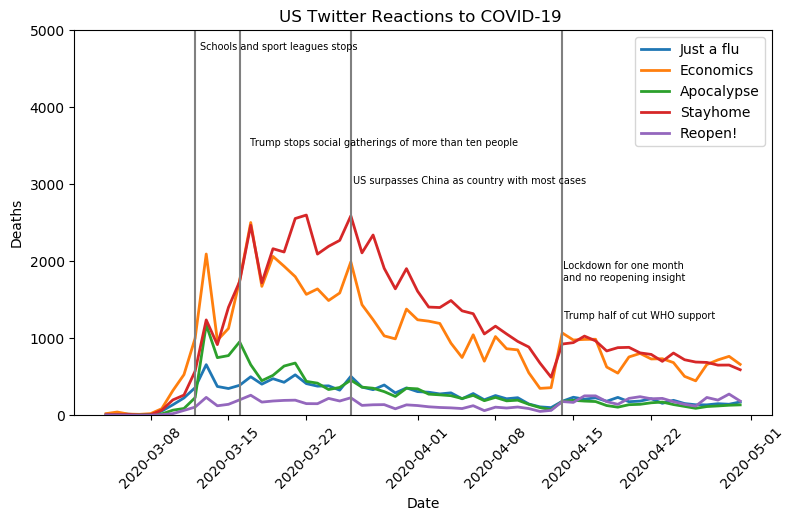 US Twitter Reactions to COVID-19
5000
4000
3000
2000
1000
0
Deaths
Schools and sport leagues stops
Trump stops social gatherings of more than ten people
US surpasses China as country with most cases
Lockdown for one month
and no reopening insight
Trump half of cut WHO support
Just a flu
Economics
Apocalypse
Stayhome
Reopen!
2020-03-08
2020-03-15
2020-03-22
2020-04-01
2020-04-08
2020-04-15
2020-04-22
2020-05-01
Date